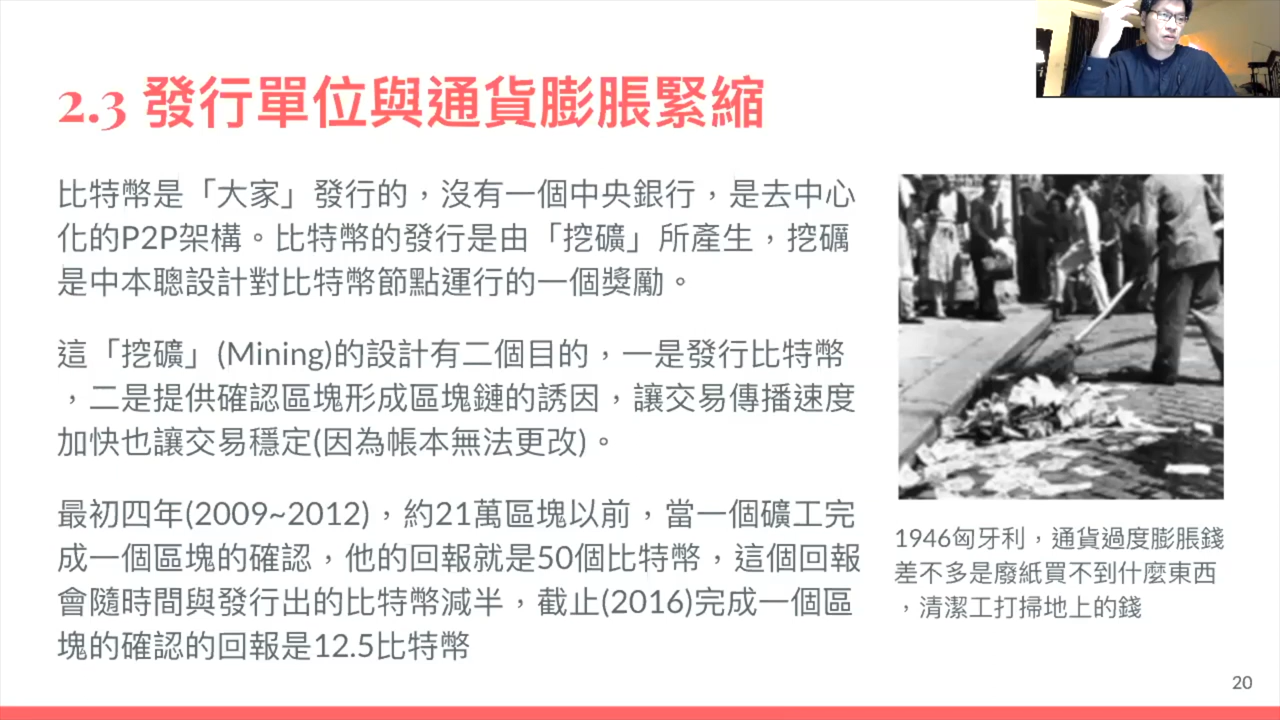 2.3 發行單位與通貨膨脹緊縮
比特幣是「大家」發行的，沒有一個中央銀行，是去中心
化的P2P架構。比特幣的發行是由「挖礦」所產生，挖礪
是中本聰設計對比特幣節點運行的一個獎勵。
這「挖礦」(Mining)的設計有二個目的，一是發行比特幣
，二是提供確認區塊形成區塊鏈的誘因，讓交易傳播速度
加快也讓交易穩定(因為帳本無法更改)。
最初四年(2009~2012)，約21萬區塊以前，當一個礦工完
成一個區塊的確認，他的回報就是50個比特幣，這個回報
會隨時間與發行出的比特幣減半，截止(2016)完成一個區
塊的確認的回報是12.5比特幣
1946匈牙利，通貨過度膨脹錢
差不多是廢紙買不到什麼東西
，清潔工打掃地上的錢
20